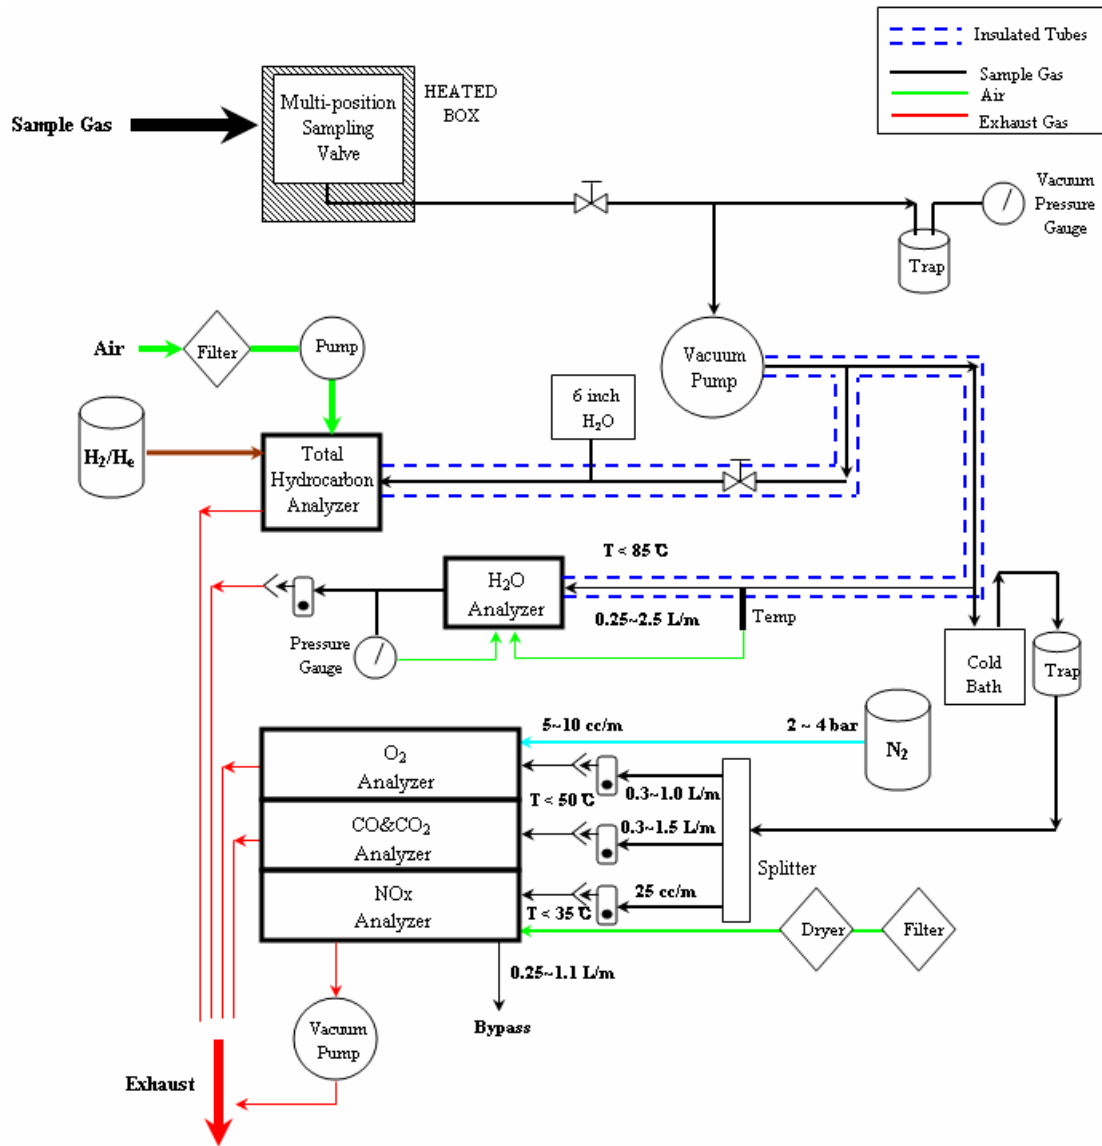 Insulated Tubes
Sample Gas
Air
Exhaust Gas
Sample Gas
Multi-position
Sampling
Valve
HEATED
BOX
Vacuum
Pressure
Gauge
Trap
Air
Filter
Pump
Vacuum
Pump
6 inch
H₂O
H₂/Hₑ
Total
Hydrocarbon
Analyzer
T < 85 ℃
H₂O
Analyzer
0.25~2.5 L/m
Temp
Pressure
Gauge
Cold
Bath
Trap
5~10 cc/m
2 ~ 4 bar
N₂
O₂
Analyzer
T < 50 ℃
0.3~1.0 L/m
CO&CO₂
Analyzer
0.3~1.5 L/m
Splitter
NOx
Analyzer
25 cc/m
T < 35 ℃
Dryer
Filter
0.25~1.1 L/m
Bypass
Vacuum
Pump
Exhaust